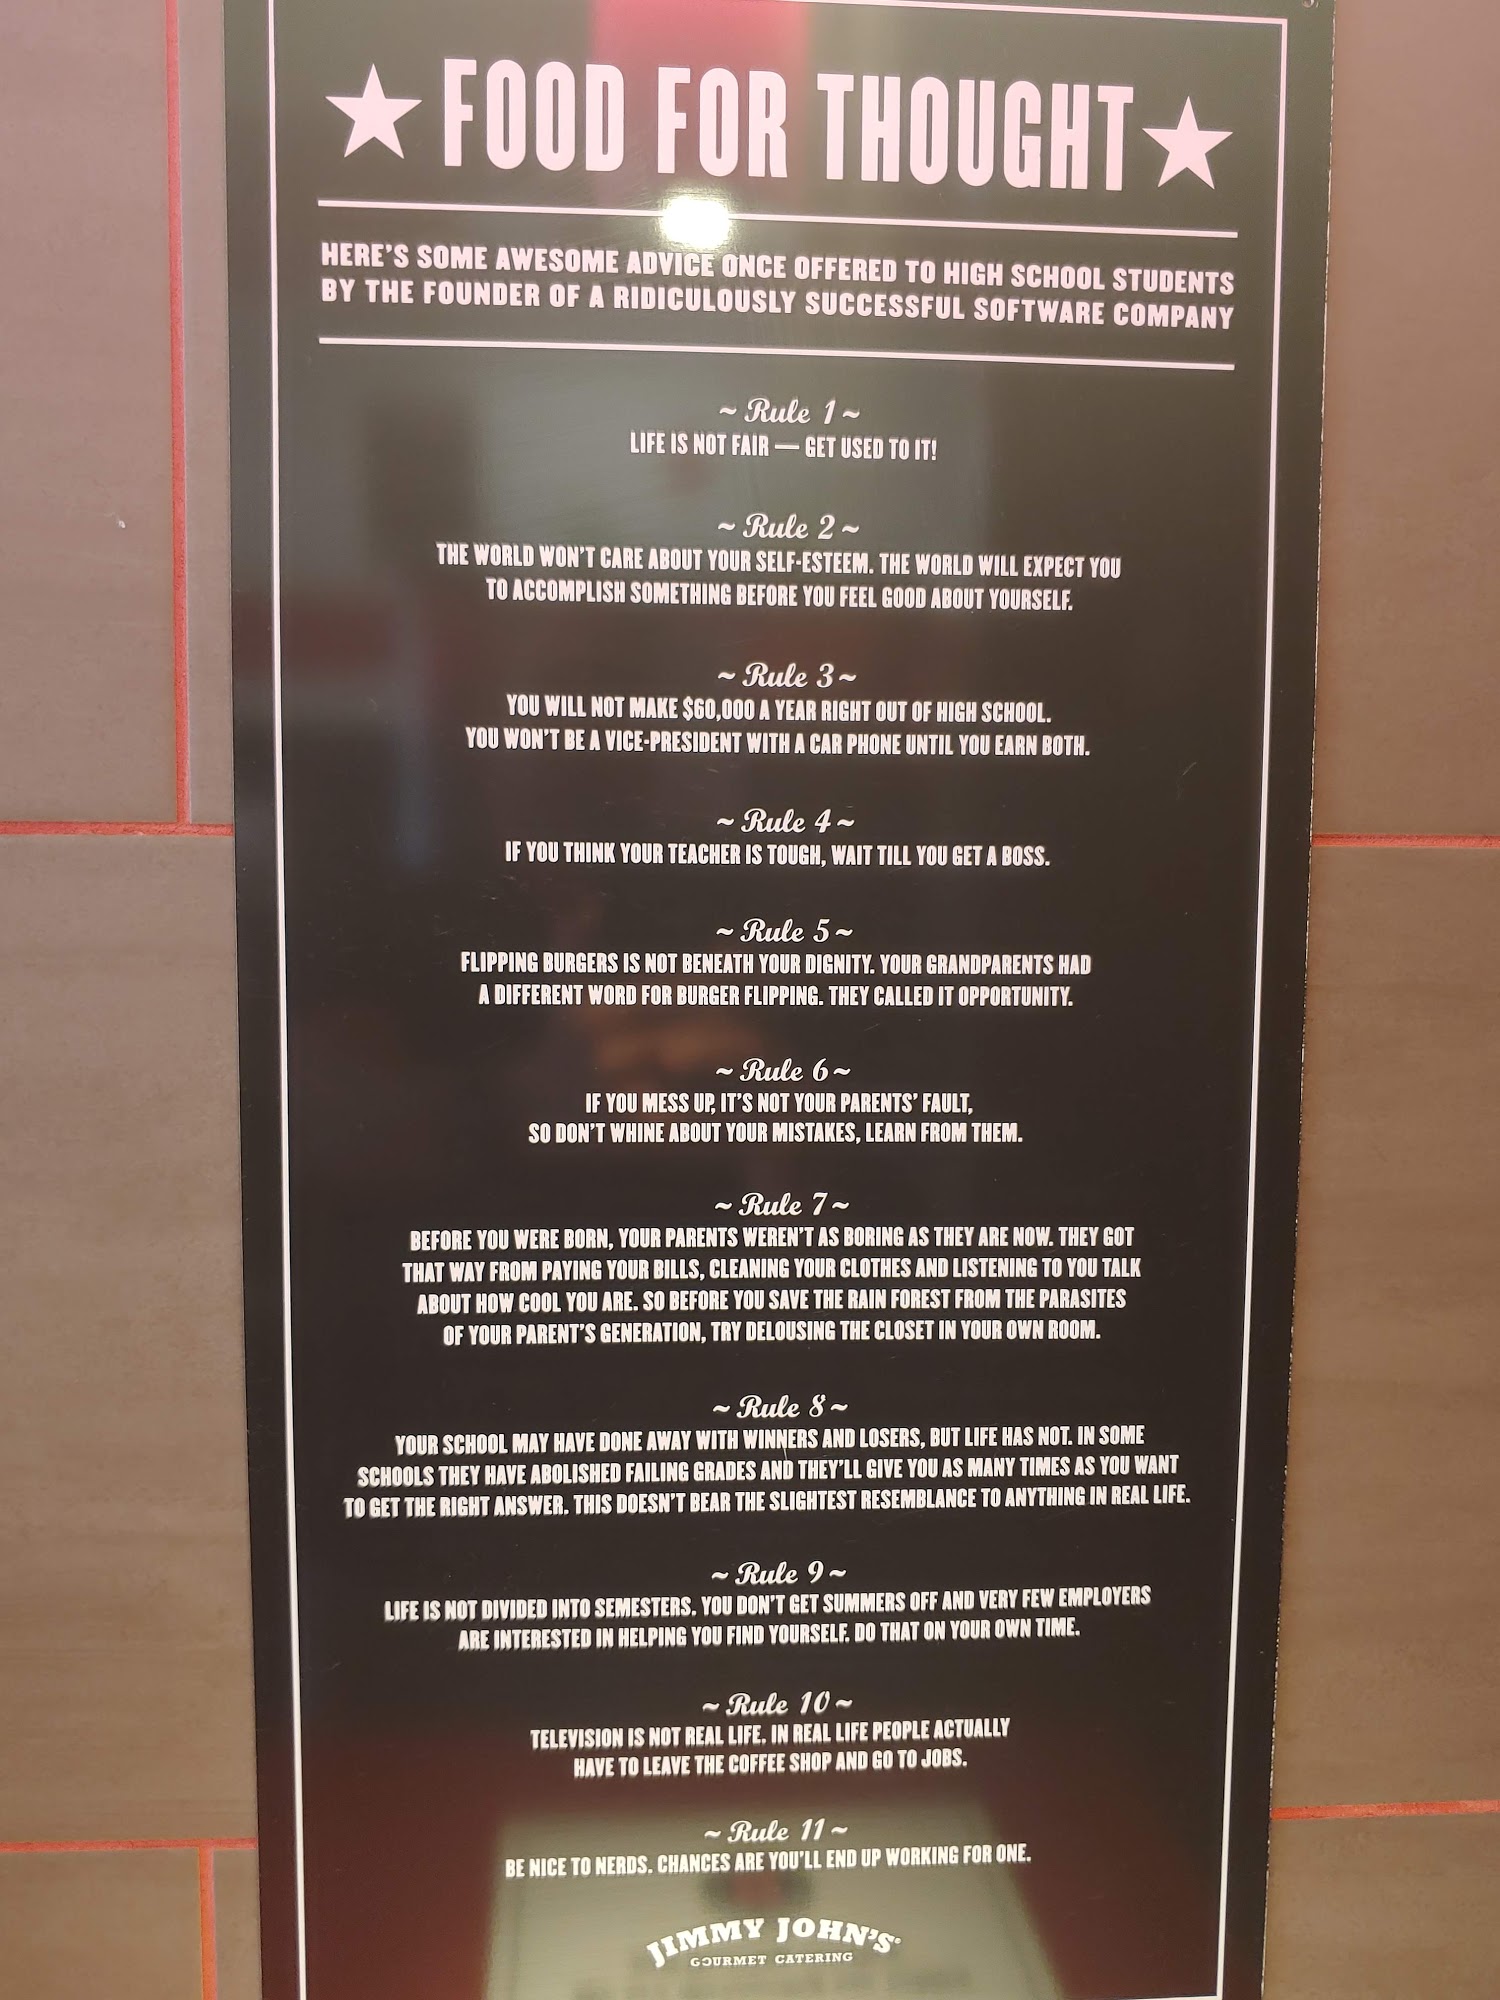 ★ FOOD FOR THOUGHT ★
HERE'S SOME AWESOME ADVICE ONCE OFFERED TO HIGH SCHOOL STUDENTS
BY THE FOUNDER OF A RIDICULOUSLY SUCCESSFUL SOFTWARE COMPANY
~ Rule 1 ~
LIFE IS NOT FAIR — GET USED TO IT!
~ Rule 2 ~
THE WORLD WON'T CARE ABOUT YOUR SELF-ESTEEM. THE WORLD WILL EXPECT YOU
TO ACCOMPLISH SOMETHING BEFORE YOU FEEL GOOD ABOUT YOURSELF.
~ Rule 3 ~
YOU WILL NOT MAKE $60,000 A YEAR RIGHT OUT OF HIGH SCHOOL.
YOU WON'T BE A VICE-PRESIDENT WITH A CAR PHONE UNTIL YOU EARN BOTH.
~ Rule 4 ~
IF YOU THINK YOUR TEACHER IS TOUGH, WAIT TILL YOU GET A BOSS.
~ Rule 5 ~
FLIPPING BURGERS IS NOT BENEATH YOUR DIGNITY. YOUR GRANDPARENTS HAD
A DIFFERENT WORD FOR BURGER FLIPPING. THEY CALLED IT OPPORTUNITY.
~ Rule 6 ~
IF YOU MESS UP, IT'S NOT YOUR PARENTS' FAULT,
SO DON'T WHINE ABOUT YOUR MISTAKES, LEARN FROM THEM.
~ Rule 7 ~
BEFORE YOU WERE BORN, YOUR PARENTS WEREN'T AS BORING AS THEY ARE NOW. THEY GOT
THAT WAY FROM PAYING YOUR BILLS, CLEANING YOUR CLOTHES AND LISTENING TO YOU TALK
ABOUT HOW COOL YOU ARE. SO BEFORE YOU SAVE THE RAIN FOREST FROM THE PARASITES
OF YOUR PARENT'S GENERATION, TRY DELOUSING THE CLOSET IN YOUR OWN ROOM.
~ Rule 8 ~
YOUR SCHOOL MAY HAVE DONE AWAY WITH WINNERS AND LOSERS, BUT LIFE HAS NOT. IN SOME
SCHOOLS THEY HAVE ABOLISHED FAILING GRADES AND THEY'LL GIVE YOU AS MANY TIMES AS YOU WANT
TO GET THE RIGHT ANSWER. THIS DOESN'T BEAR THE SLIGHTEST RESEMBLANCE TO ANYTHING IN REAL LIFE.
~ Rule 9 ~
LIFE IS NOT DIVIDED INTO SEMESTERS. YOU DON'T GET SUMMERS OFF AND VERY FEW EMPLOYERS
ARE INTERESTED IN HELPING YOU FIND YOURSELF. DO THAT ON YOUR OWN TIME.
~ Rule 10 ~
TELEVISION IS NOT REAL LIFE. IN REAL LIFE PEOPLE ACTUALLY
HAVE TO LEAVE THE COFFEE SHOP AND GO TO JOBS.
~ Rule 11 ~
BE NICE TO NERDS. CHANCES ARE YOU'LL END UP WORKING FOR ONE.
JIMMY JOHN'S®
GOURMET CATERING